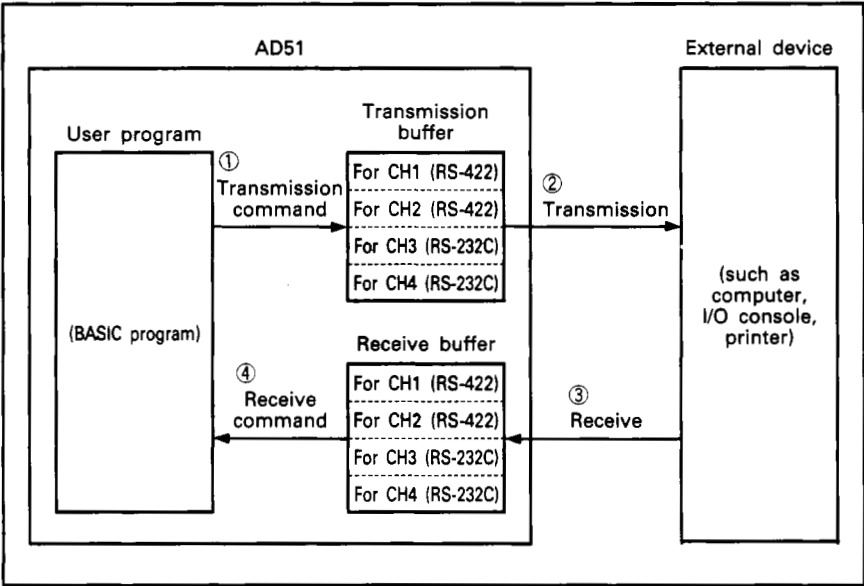 AD51
External device
User program
Transmission
buffer
①
Transmission
command
For CH1 (RS-422)
For CH2 (RS-422)
For CH3 (RS-232C)
For CH4 (RS-232C)
②
Transmission
(BASIC program)
(such as
computer,
I/O console,
printer)
Receive buffer
④
Receive
command
For CH1 (RS-422)
For CH2 (RS-422)
For CH3 (RS-232C)
For CH4 (RS-232C)
③
Receive